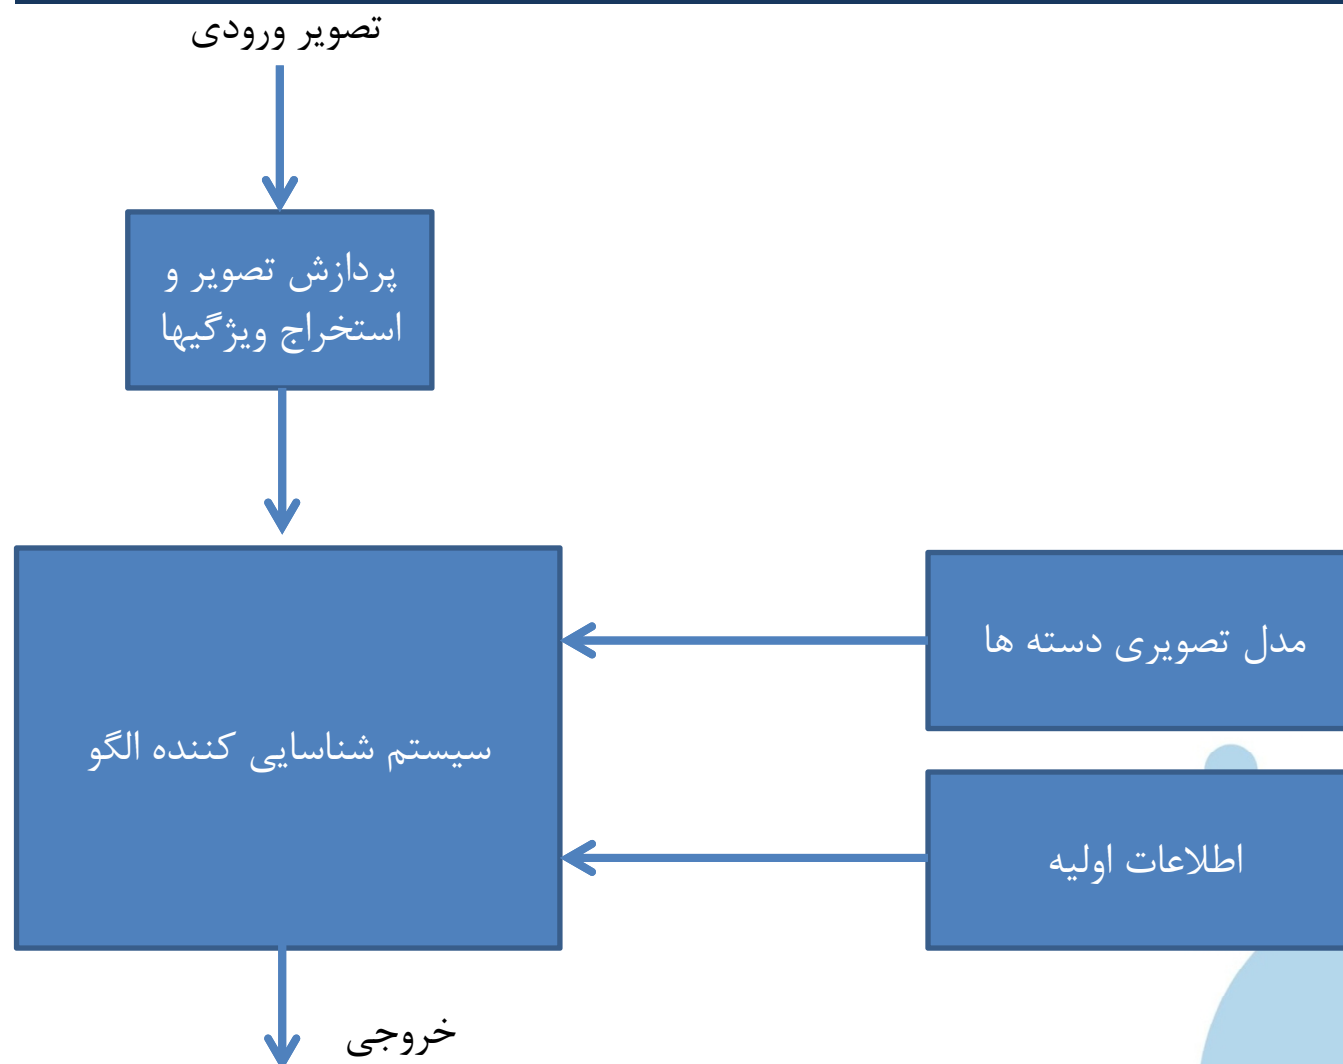 تصویر ورودی
پردازش تصویر و
استخراج ویژگیها
مدل تصویری دسته ها
سیستم شناسایی کننده الگو
اطلاعات اولیه
خروجی